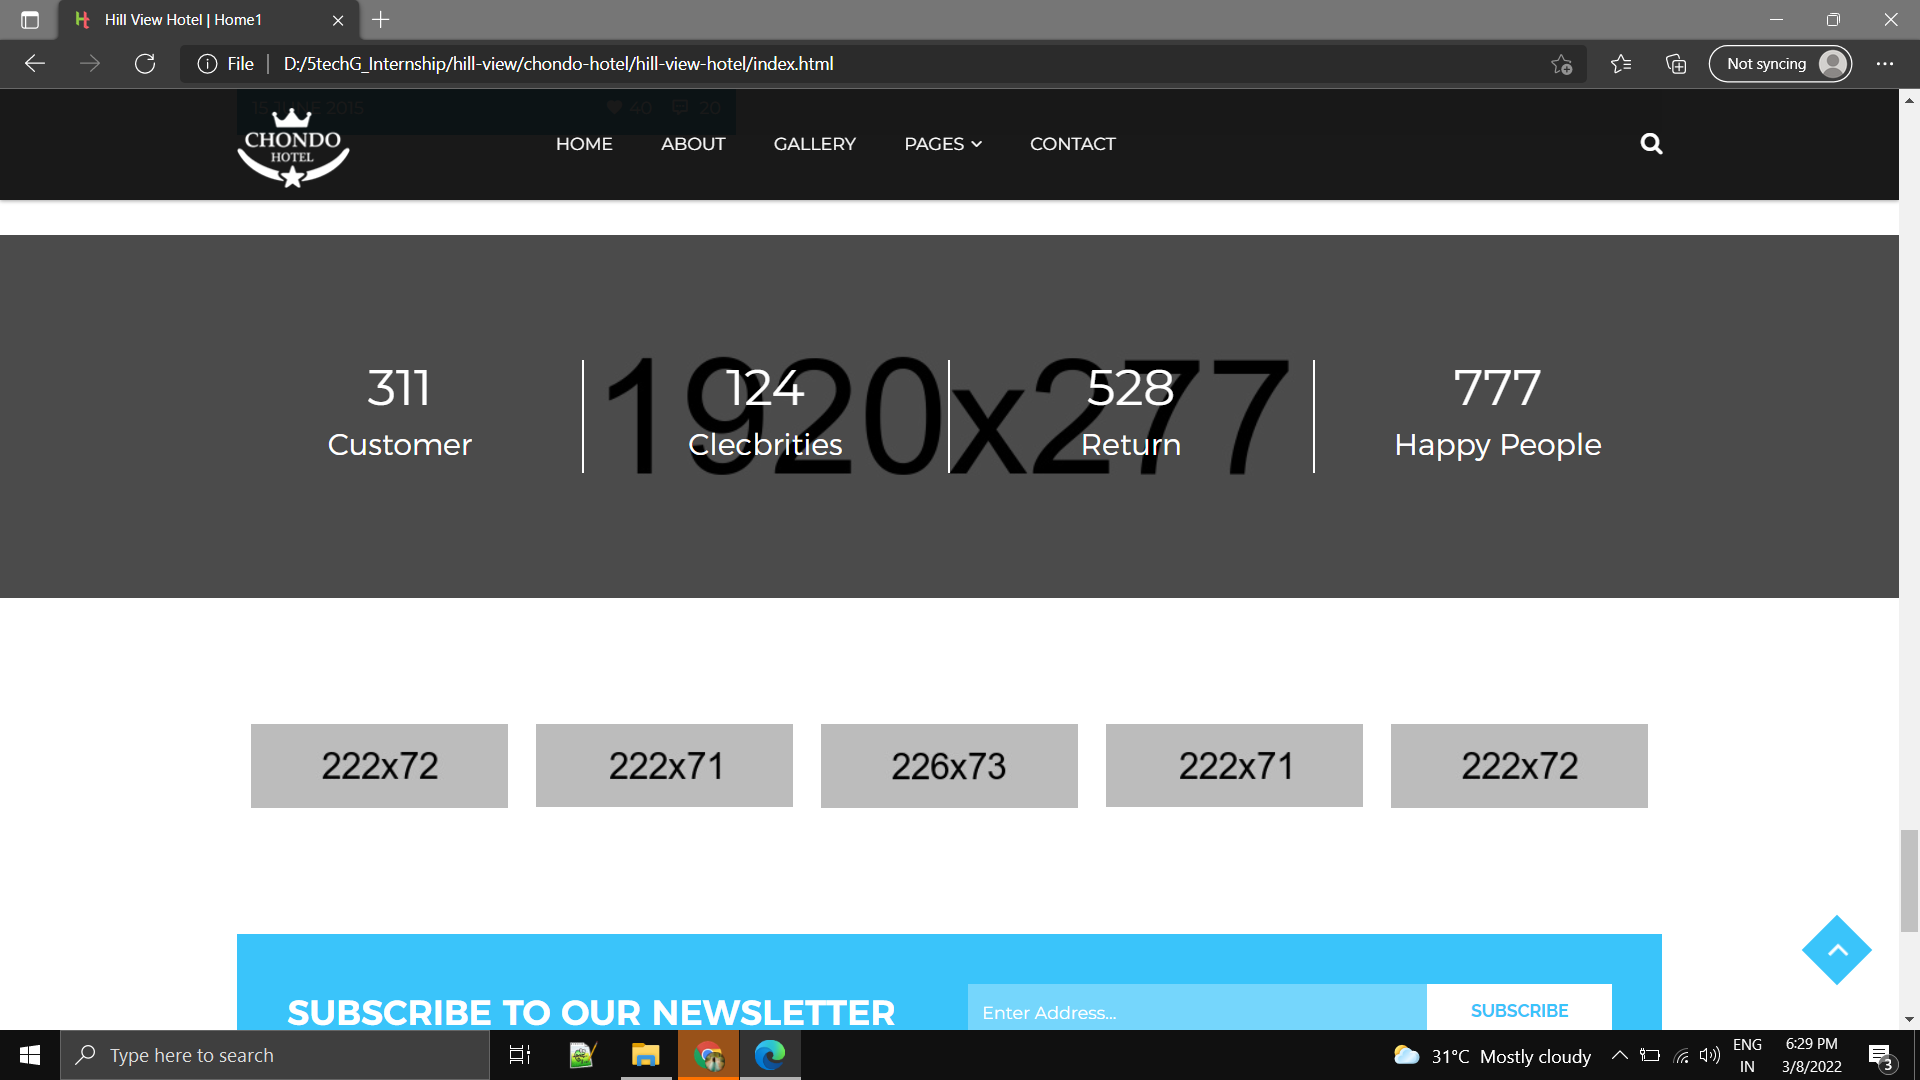 Hill View Hotel | Home1
File
D:/5techG_Internship/hill-view/chondo-hotel/hill-view-hotel/index.html
Not syncing
15 JUNE 2015 40 20
CHONDO
HOTEL
HOME ABOUT GALLERY PAGES CONTACT
1920x277
311 124 528 777
Customer Clecbrities Return Happy People
222x72 222x71 226x73 222x71 222x72
SUBSCRIBE TO OUR NEWSLETTER Enter Address... SUBSCRIBE
Type here to search
31°C Mostly cloudy
ENG
IN
6:29 PM
3/8/2022
3